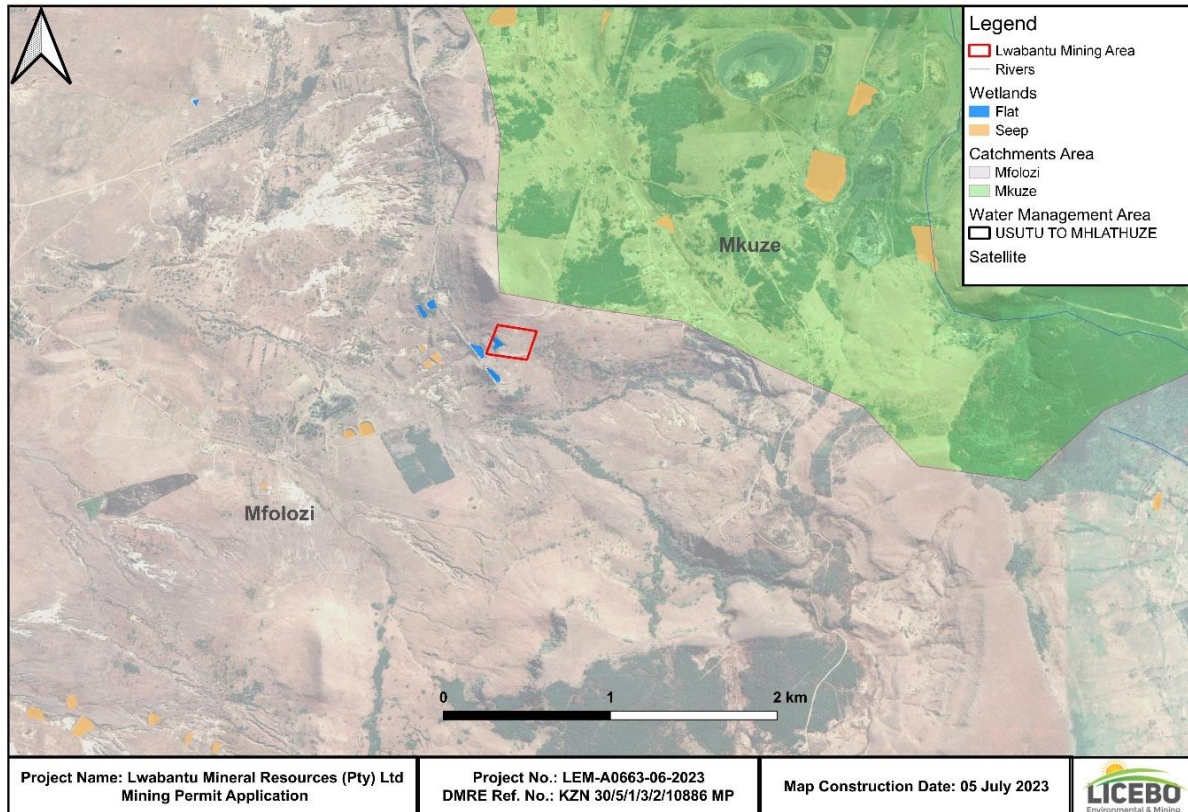 Legend
Lwabantu Mining Area
Rivers
Wetlands
Flat
Seep
Catchments Area
Mfolozi
Mkuze
Water Management Area
USUTU TO MHLATHUZE
Satellite
Mkuze
Mfolozi
0 1 2 km
Project Name: Lwabantu Mineral Resources (Pty) Ltd
Mining Permit Application
Project No.: LEM-A0663-06-2023
DMRE Ref. No.: KZN 30/5/1/3/2/10886 MP
Map Construction Date: 05 July 2023
LICEBO
Environmental & Mining